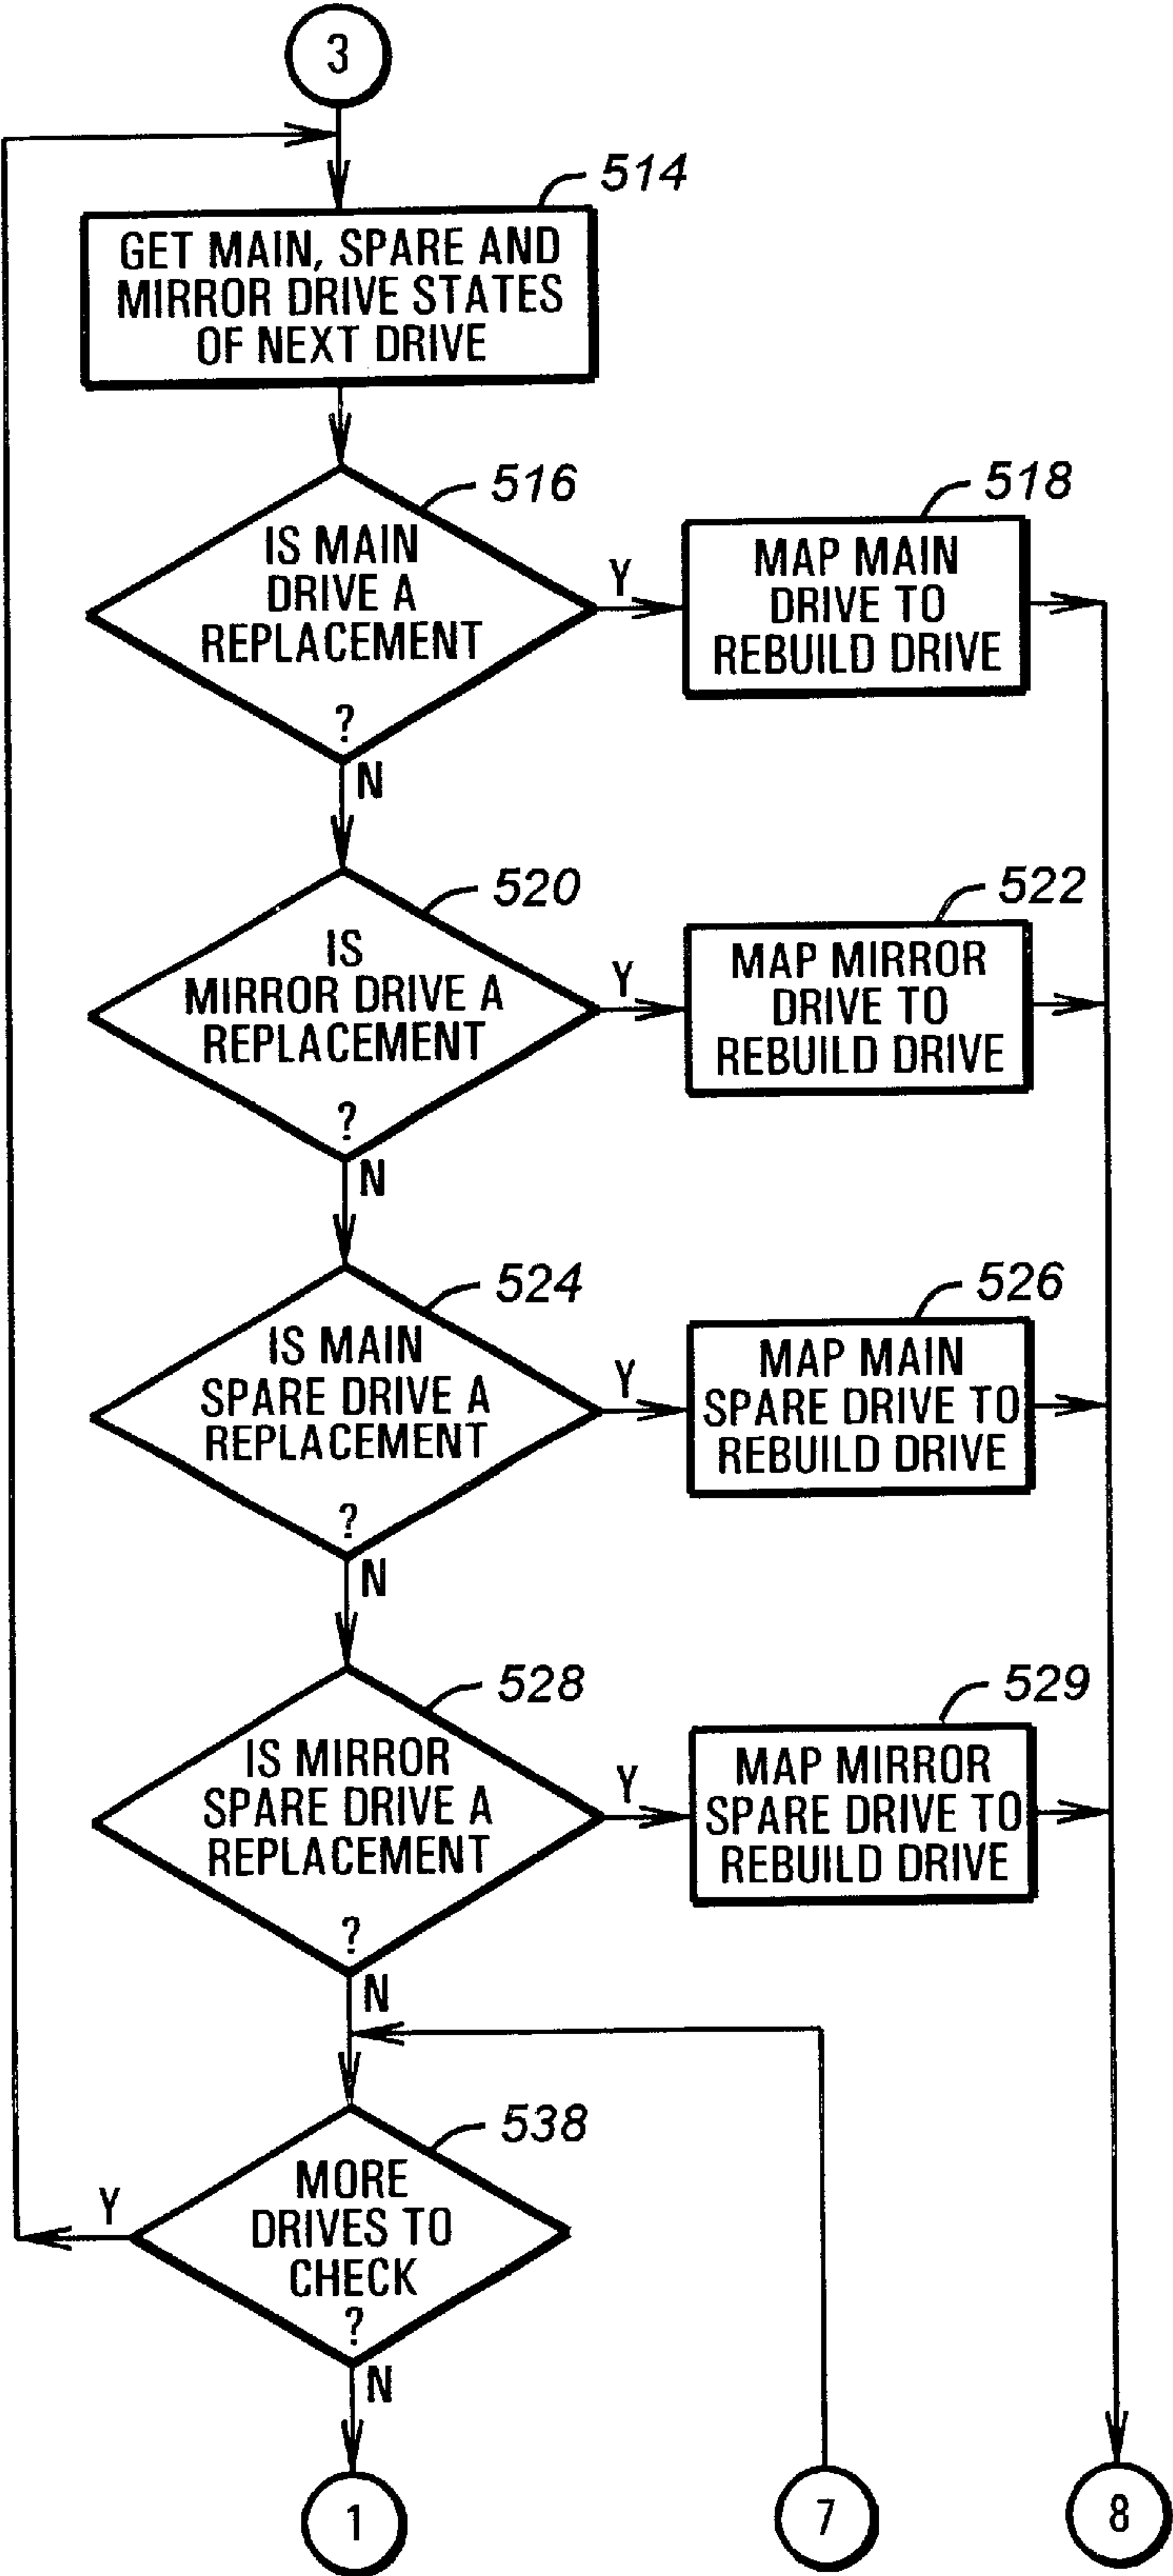 3
514
GET MAIN, SPARE AND
MIRROR DRIVE STATES
OF NEXT DRIVE
516
IS MAIN
DRIVE A
REPLACEMENT
?
Y
518
MAP MAIN
DRIVE TO
REBUILD DRIVE
N
520
IS
MIRROR DRIVE A
REPLACEMENT
?
Y
522
MAP MIRROR
DRIVE TO
REBUILD DRIVE
N
524
IS MAIN
SPARE DRIVE A
REPLACEMENT
?
Y
526
MAP MAIN
SPARE DRIVE TO
REBUILD DRIVE
N
528
IS MIRROR
SPARE DRIVE A
REPLACEMENT
?
Y
529
MAP MIRROR
SPARE DRIVE TO
REBUILD DRIVE
N
538
MORE
DRIVES TO
CHECK
?
Y
N
1
7
8